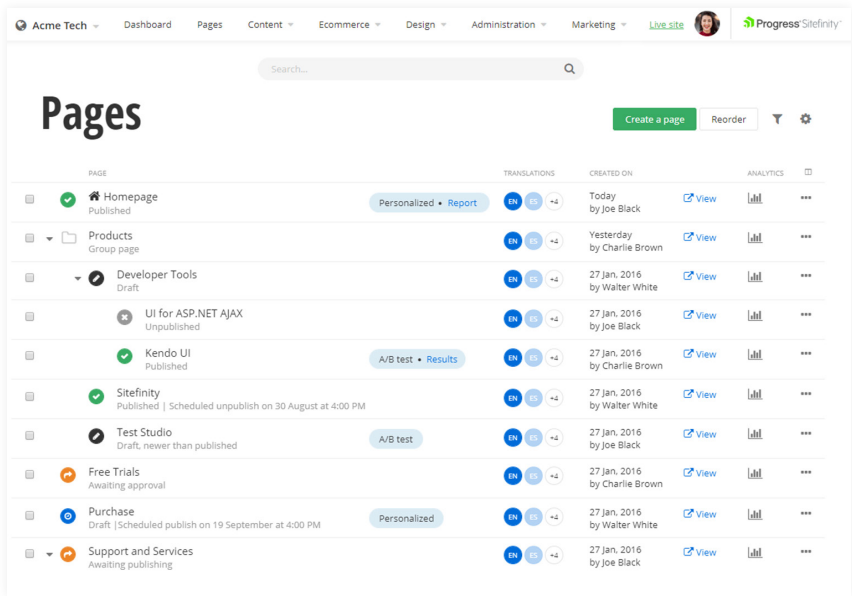 Acme Tech Dashboard Pages Content Ecommerce Design Administration Marketing Live site Progress Sitefinity
Search...
Pages
Create a page Reorder
PAGE TRANSLATIONS CREATED ON ANALYTICS
Homepage Personalized • Report EN ES +4 Today View
Published by Joe Black
Products EN ES +4 Yesterday View
Group page by Charlie Brown
Developer Tools EN ES +4 27 Jan, 2016 View
Draft by Walter White
UI for ASP.NET AJAX EN ES +4 27 Jan, 2016 View
Unpublished by Joe Black
Kendo UI A/B test • Results EN ES +4 27 Jan, 2016 View
Published by Charlie Brown
Sitefinity EN ES +4 27 Jan, 2016 View
Published | Scheduled unpublish on 30 August at 4:00 PM by Walter White
Test Studio A/B test EN ES +4 27 Jan, 2016 View
Draft, newer than published by Joe Black
Free Trials EN ES +4 27 Jan, 2016 View
Awaiting approval by Charlie Brown
Purchase Personalized EN ES +4 27 Jan, 2016 View
Draft |Scheduled publish on 19 September at 4:00 PM by Walter White
Support and Services EN ES +4 27 Jan, 2016 View
Awaiting publishing by Joe Black